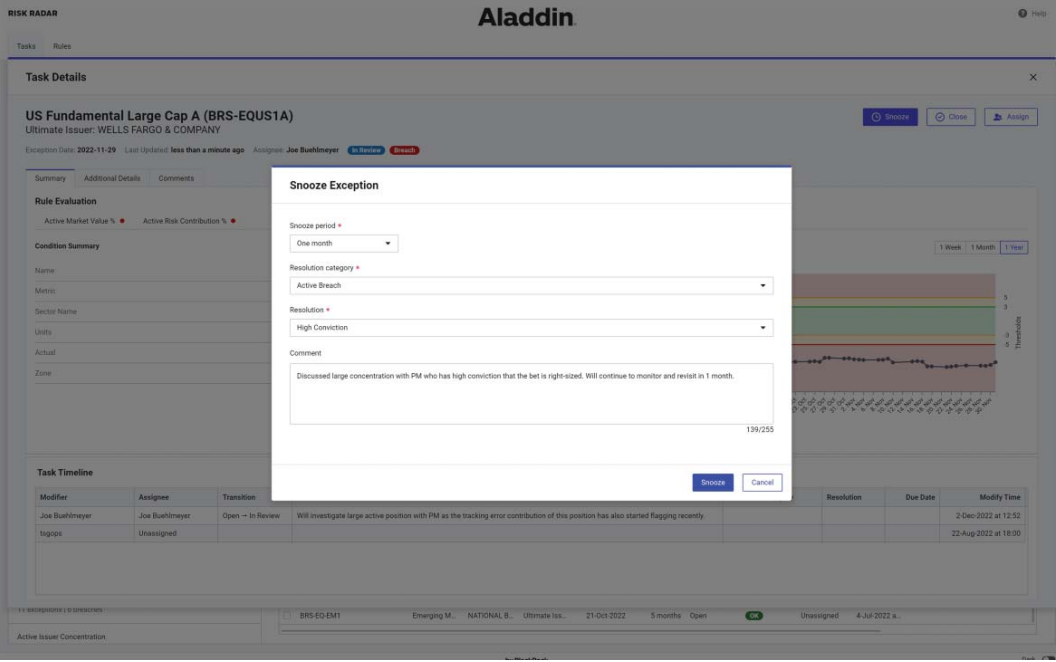 RISK RADAR
Aladdin.
Help
Tasks Rules
Task Details
US Fundamental Large Cap A (BRS-EQUS1A)
Ultimate Issuer: WELLS FARGO & COMPANY
Snooze Close Assign
Exception Date: 2022-11-29 Last Updated: less than a minute ago Assignee: Joe Buehlmeyer In Review Breach
Summary Additional Details Comments
Rule Evaluation
Active Market Value % Active Risk Contribution %
Condition Summary
1 Week 1 Month 1 Year
Name
Metric
Sector Name
Units
Actual
Zone
5
3
-3
-5
Thresholds
Snooze Exception
Snooze period *
One month
Resolution category *
Active Breach
Resolution *
High Conviction
Comment
Discussed large concentration with PM who has high conviction that the bet is right-sized. Will continue to monitor and revisit in 1 month.
139/255
Snooze Cancel
Task Timeline
Modifier Assignee Transition Resolution Due Date Modify Time
Joe Buehlmeyer Joe Buehlmeyer Open → In Review Will investigate large active position with PM as the tracking error contribution of this position has also started flagging recently. 2-Dec-2022 at 12:52
tsgops Unassigned 22-Aug-2022 at 18:00
BRS-EQ-EM1 Emerging M... NATIONAL B... Ultimate Iss... 21-Oct-2022 5 months Open OK Unassigned 4-Jul-2022 a...
Active Issuer Concentration